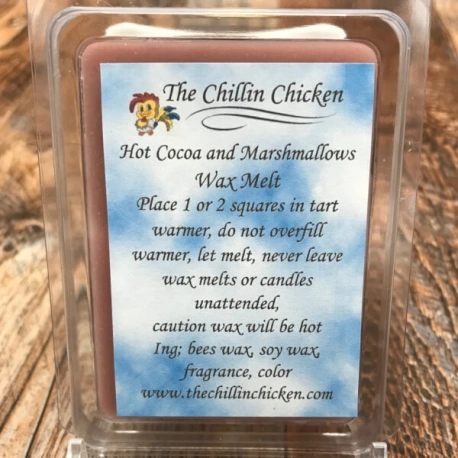 The Chillin Chicken
Hot Cocoa and Marshmallows
Wax Melt
Place 1 or 2 squares in tart
warmer, do not overfill
warmer, let melt, never leave
wax melts or candles
unattended,
caution wax will be hot
Ing; bees wax, soy wax,
fragrance, color
www.thechillinchicken.com